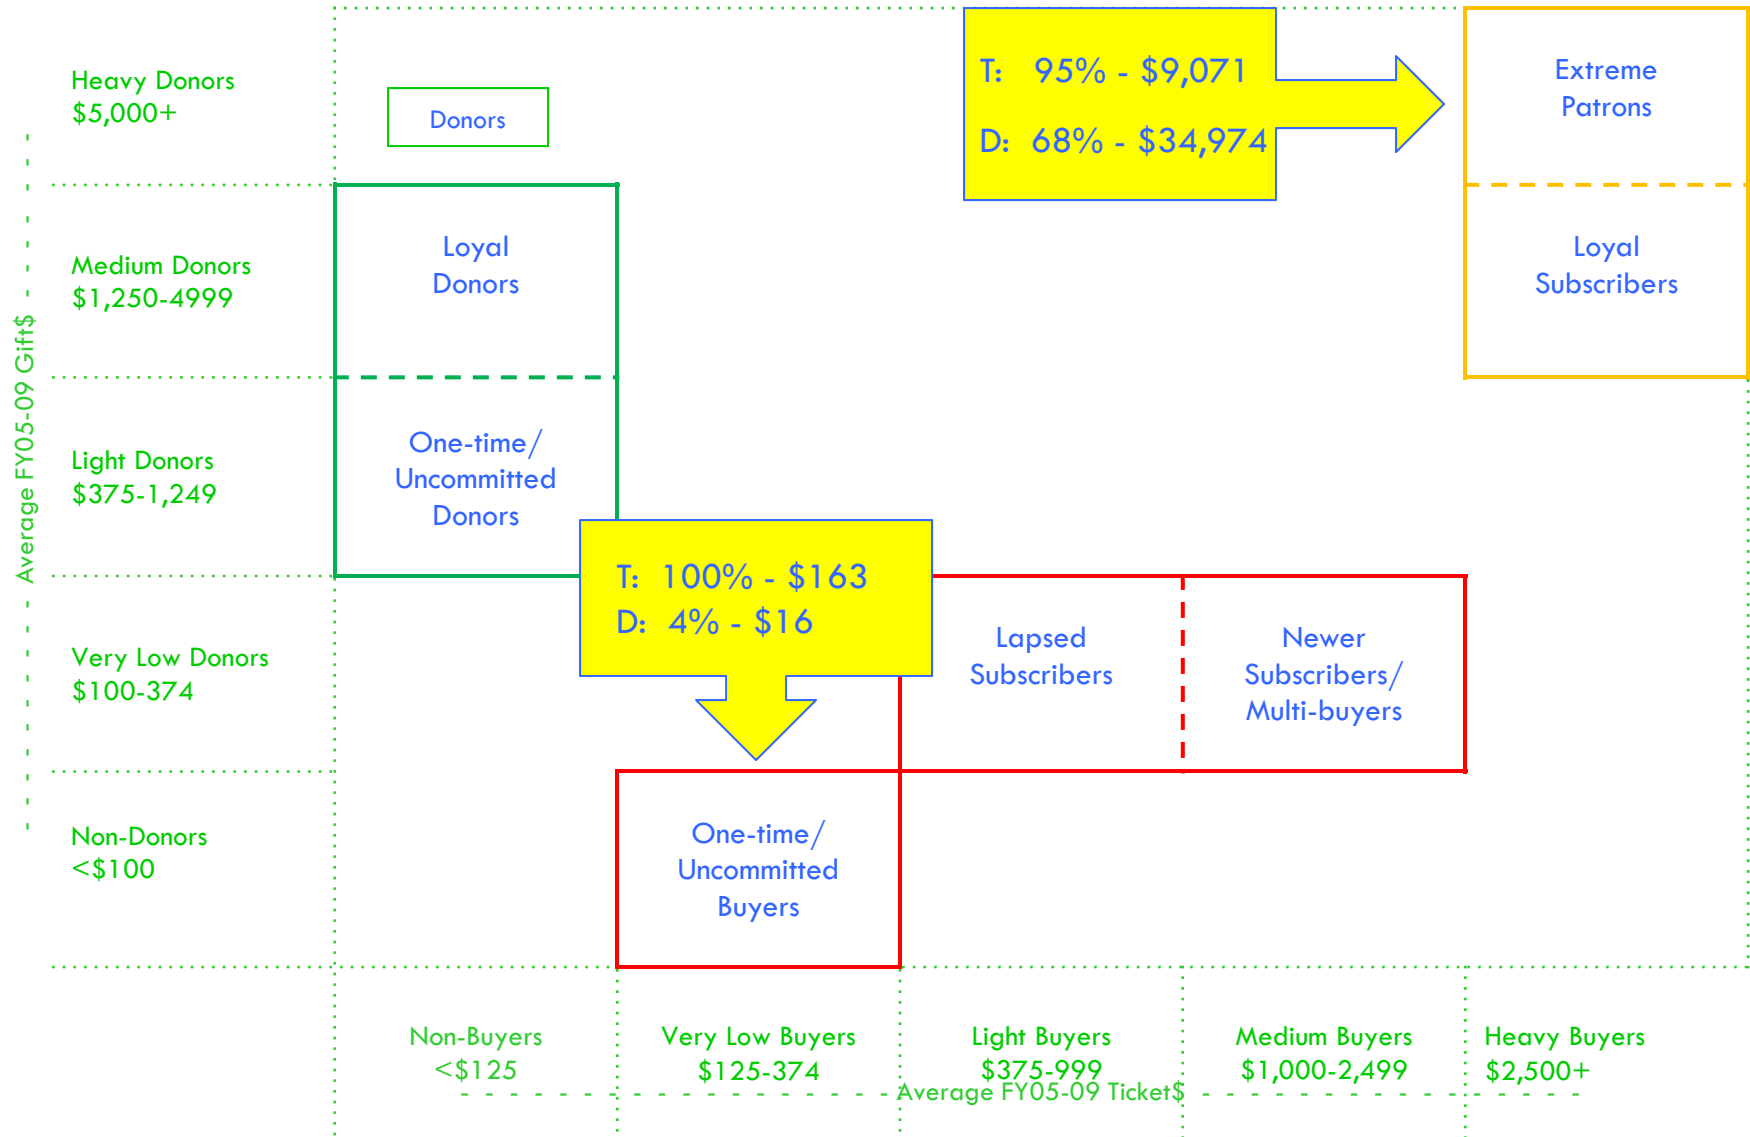 Heavy Donors
$5,000+
Donors
T: 95% - $9,071
D: 68% - $34,974
Extreme
Patrons
Medium Donors
$1,250-4999
Loyal
Donors
Loyal
Subscribers
Average FY05-09 Gift$
Light Donors
$375-1,249
One-time/
Uncommitted
Donors
T: 100% - $163
D: 4% - $16
Very Low Donors
$100-374
Lapsed
Subscribers
Newer
Subscribers/
Multi-buyers
Non-Donors
<$100
One-time/
Uncommitted
Buyers
Non-Buyers
<$125
Very Low Buyers
$125-374
Light Buyers
$375-999
Medium Buyers
$1,000-2,499
Heavy Buyers
$2,500+
Average FY05-09 Ticket$